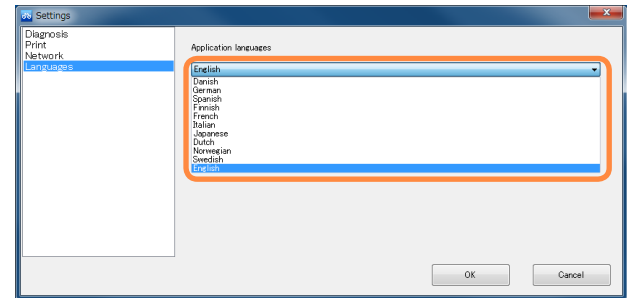 Settings
Diagnosis
Print
Network
Languages
Application languages
English
Danish
German
Spanish
Finnish
French
Italian
Japanese
Dutch
Norwegian
Swedish
English
OK
Cancel